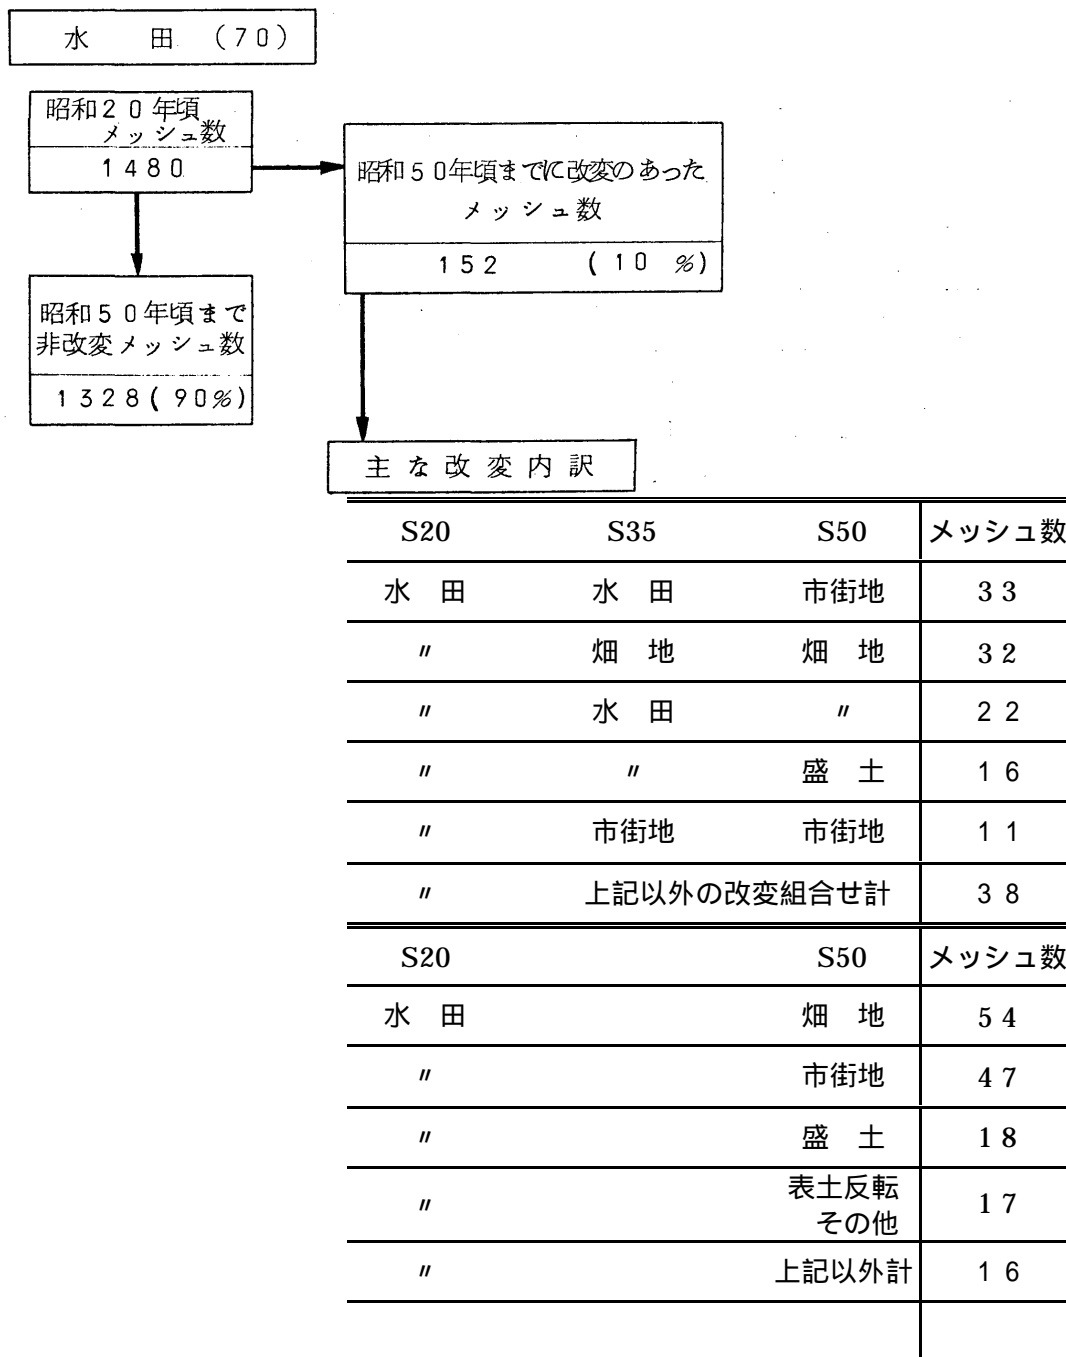 水 田 (70)
昭和20年頃
メッシュ数
1480
昭和50年頃までに改変のあった
メッシュ数
152 (10 %)
昭和50年頃まで
非改変メッシュ数
1328(90%)
主な改変内訳
S20 S35 S50 メッシュ数
水 田 水 田 市街地 33
〃 畑 地 畑 地 32
〃 水 田 〃 22
〃 〃 盛 土 16
〃 市街地 市街地 11
〃 上記以外の改変組合せ計 38
S20 S50 メッシュ数
水 田 畑 地 54
〃 市街地 47
〃 盛 土 18
〃 表土反転
その他 17
〃 上記以外計 16